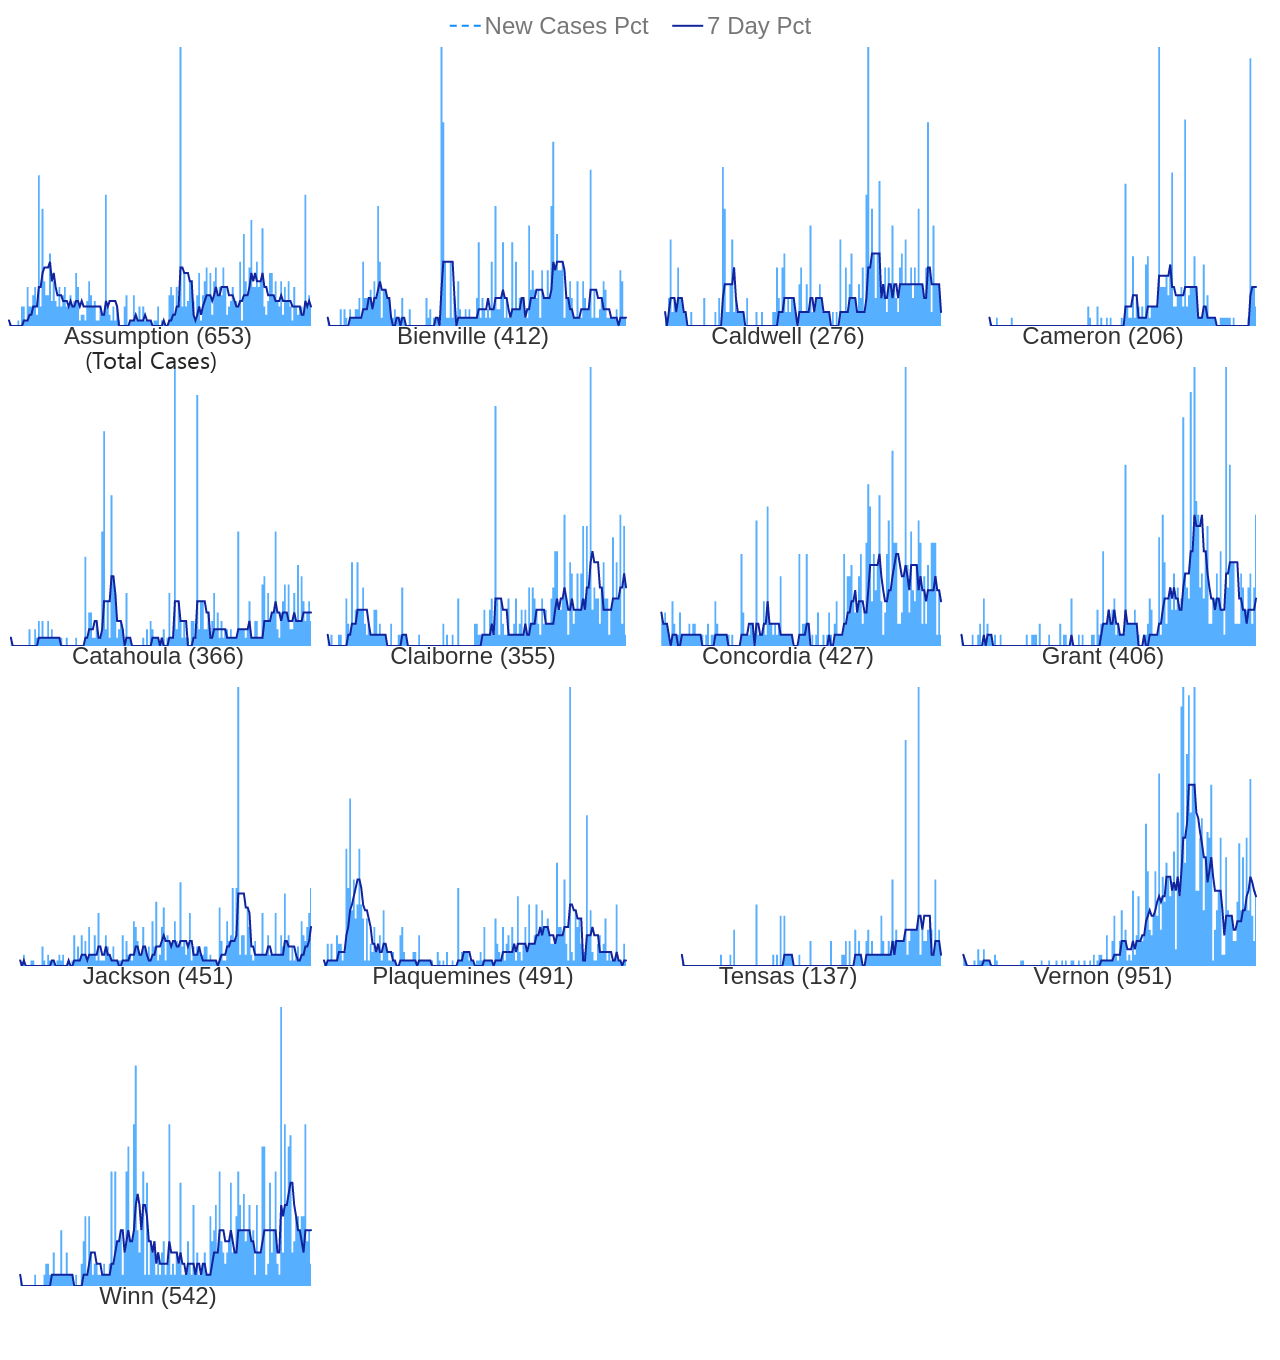 New Cases Pct 7 Day Pct
Assumption (653) Bienville (412) Caldwell (276) Cameron (206)
(Total Cases)
Catahoula (366) Claiborne (355) Concordia (427) Grant (406)
Jackson (451) Plaquemines (491) Tensas (137) Vernon (951)
Winn (542)